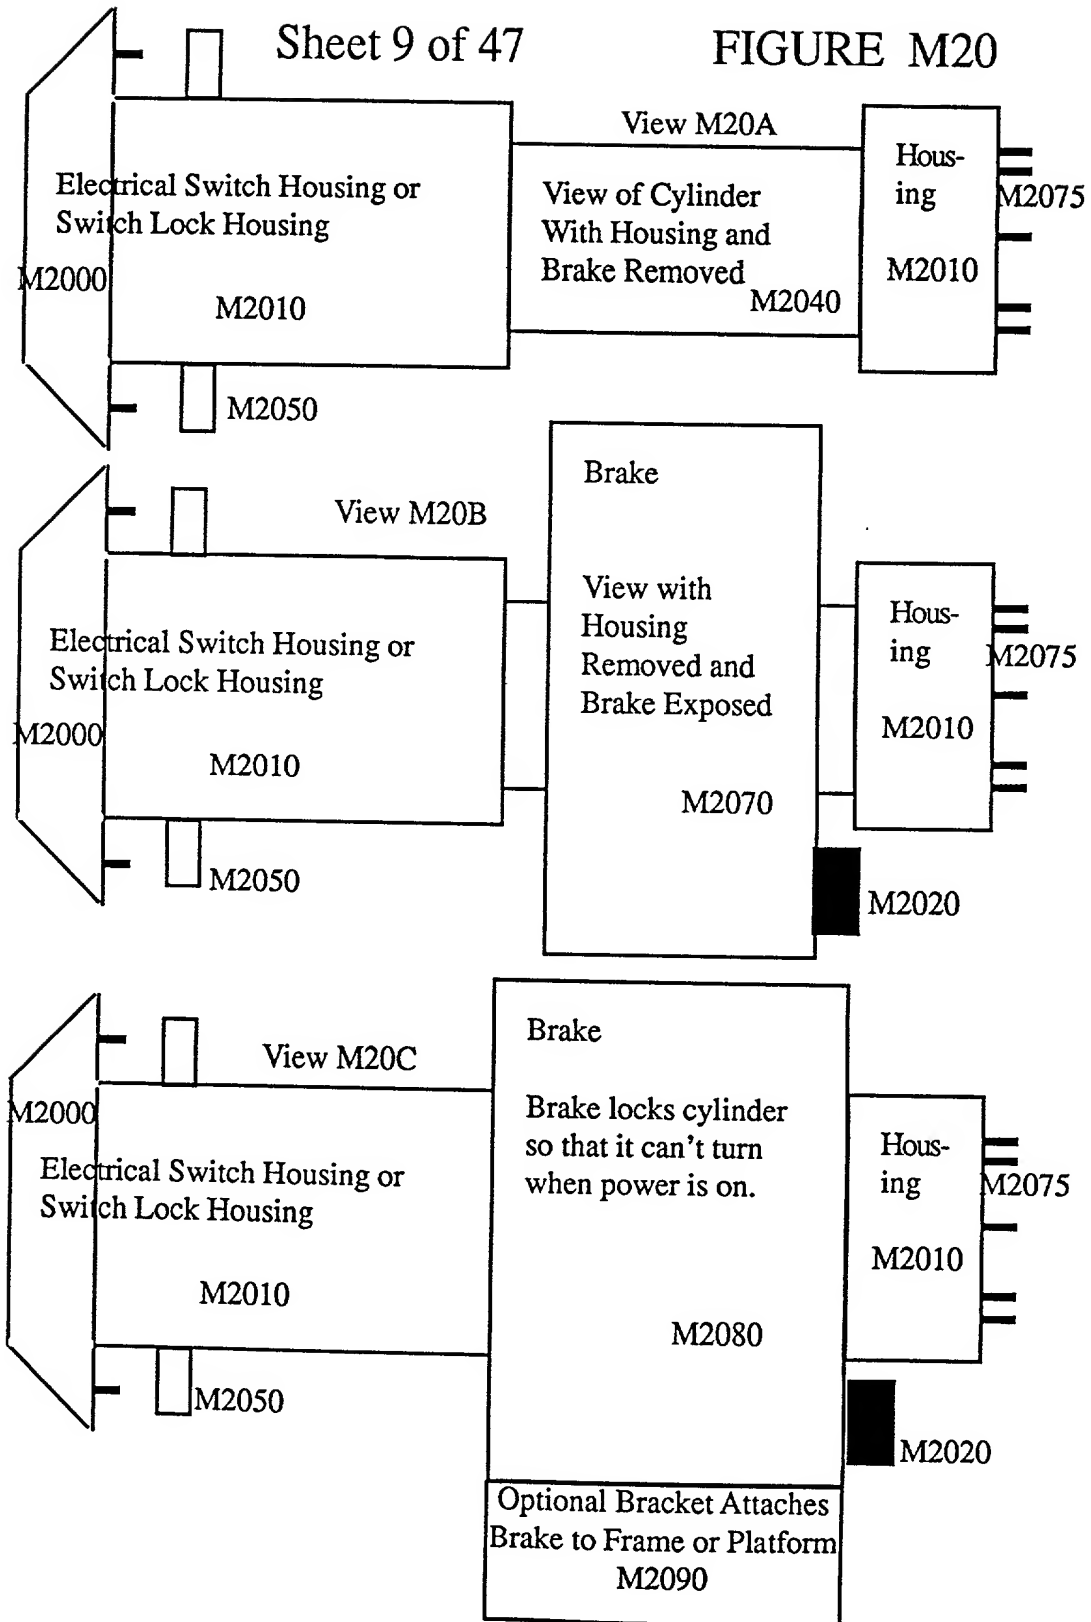 Sheet 9 of 47
FIGURE M20
View M20A
Electrical Switch Housing or
Switch Lock Housing
M2000
M2010
View of Cylinder
With Housing and
Brake Removed
M2040
Hous-
ing
M2010
M2075
M2050
View M20B
Electrical Switch Housing or
Switch Lock Housing
M2000
M2010
M2050
Brake
View with
Housing
Removed and
Brake Exposed
M2070
Hous-
ing
M2010
M2075
M2020
View M20C
M2000
Electrical Switch Housing or
Switch Lock Housing
M2010
M2050
Brake
Brake locks cylinder
so that it can't turn
when power is on.
M2080
Hous-
ing
M2010
M2075
M2020
Optional Bracket Attaches
Brake to Frame or Platform
M2090